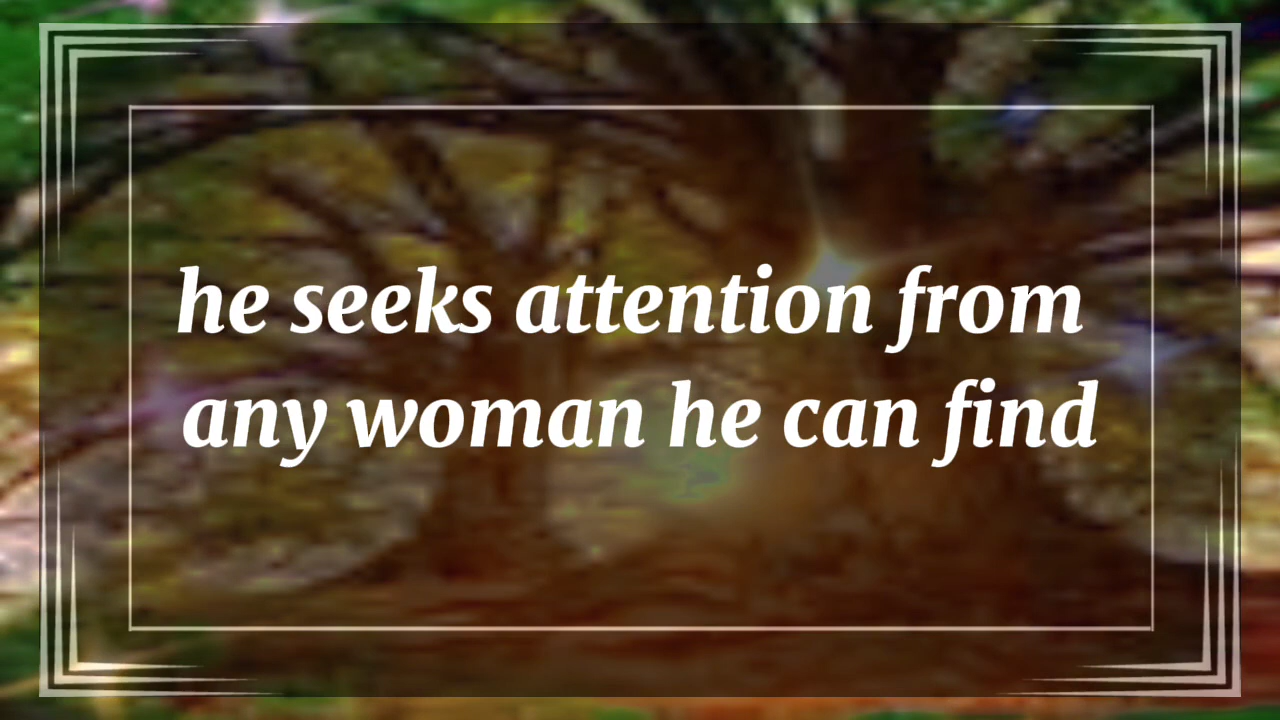 he seeks attention from
any woman he can find